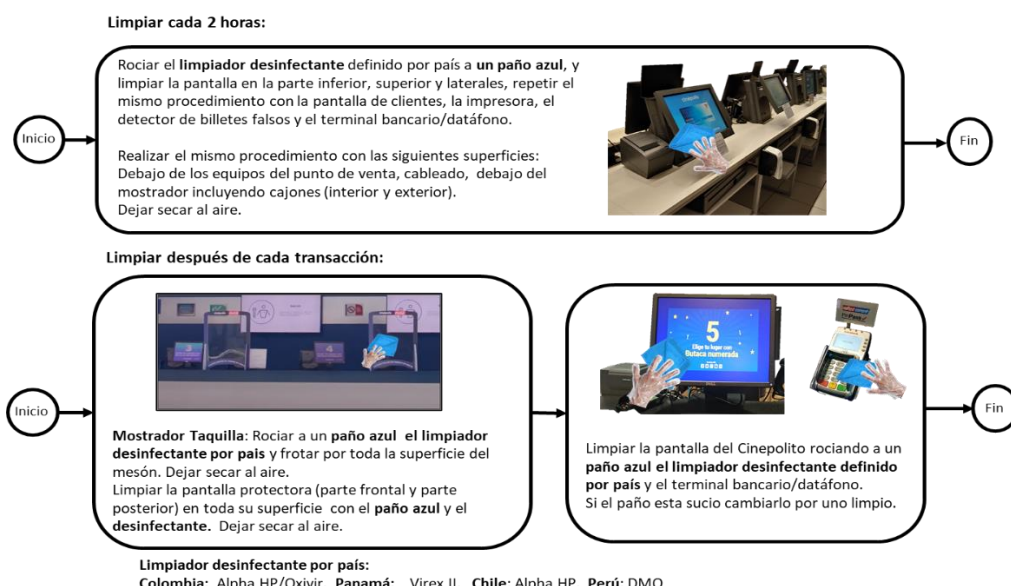 Limpiar cada 2 horas:
Inicio
Rociar el limpiador desinfectante definido por país a un paño azul, y
limpiar la pantalla en la parte inferior, superior y laterales, repetir el
mismo procedimiento con la pantalla de clientes, la impresora, el
detector de billetes falsos y el terminal bancario/datáfono.
Realizar el mismo procedimiento con las siguientes superficies:
Debajo de los equipos del punto de venta, cableado, debajo del
mostrador incluyendo cajones (interior y exterior).
Dejar secar al aire.
Fin
Limpiar después de cada transacción:
Inicio
3
4
Mostrador Taquilla: Rociar a un paño azul el limpiador
desinfectante por pais y frotar por toda la superficie del
mesón. Dejar secar al aire.
Limpiar la pantalla protectora (parte frontal y parte
posterior) en toda su superficie con el paño azul y el
desinfectante. Dejar secar al aire.
5
Elige tu lugar con
Butaca numerada
Limpiar la pantalla del Cinepolito rociando a un
paño azul el limpiador desinfectante definido
por país y el terminal bancario/datáfono.
Si el paño esta sucio cambiarlo por uno limpio.
Fin
Limpiador desinfectante por país:
Colombia: Alpha HP/Oxivir Panamá: Virex II Chile: Alpha HP Perú: DMQ